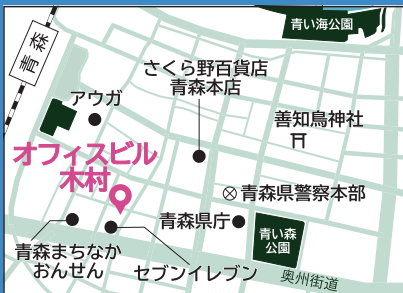 青い海公園
青森
さくら野百貨店
青森本店
アウガ
善知鳥神社
オフィスビル
木村
青森県警察本部
青森県庁
青い森
公園
青森まちなか
おんせん
セブンイレブン
奥州街道